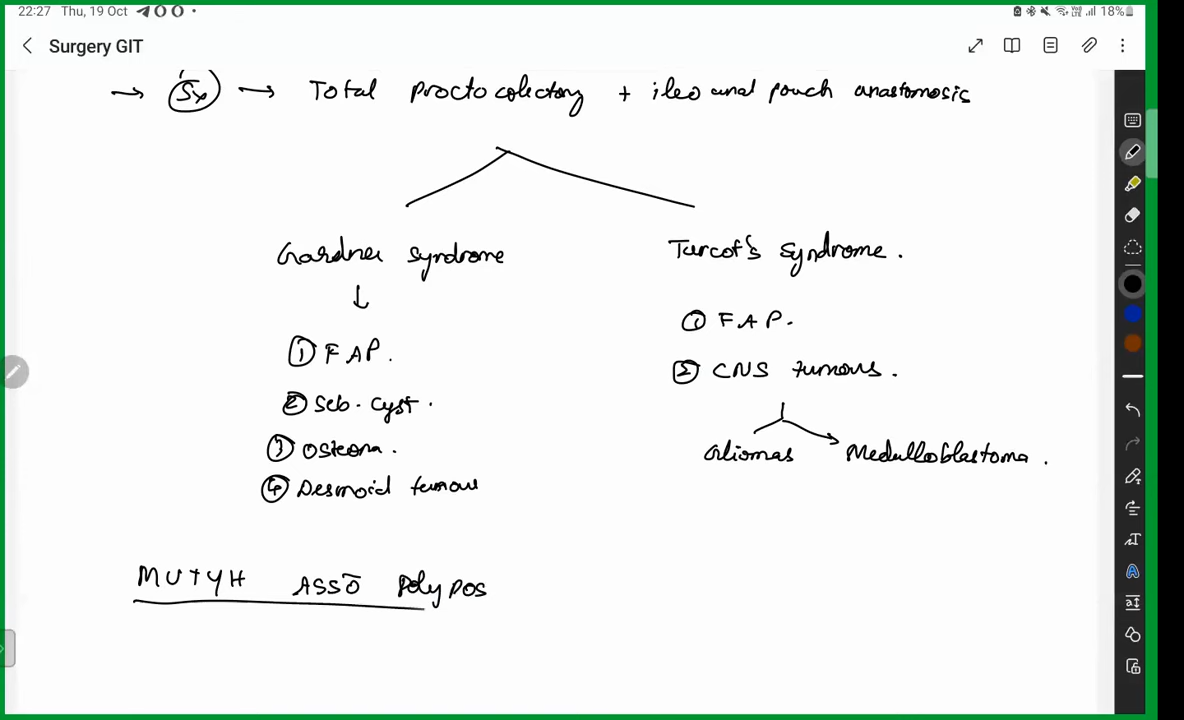 22:27 Thu, 19 Oct
18%
Surgery GIT
→ Sx → Total proctocolectomy + ileo anal pouch anastomosis
Gardner syndrome
Turcot's syndrome.
① FAP.
② Seb. cyst.
③ Osteoma.
④ Desmoid tumour
① FAP.
② CNS tumours.
Gliomas Medulloblastoma.
MUTYH ASSO Polypos